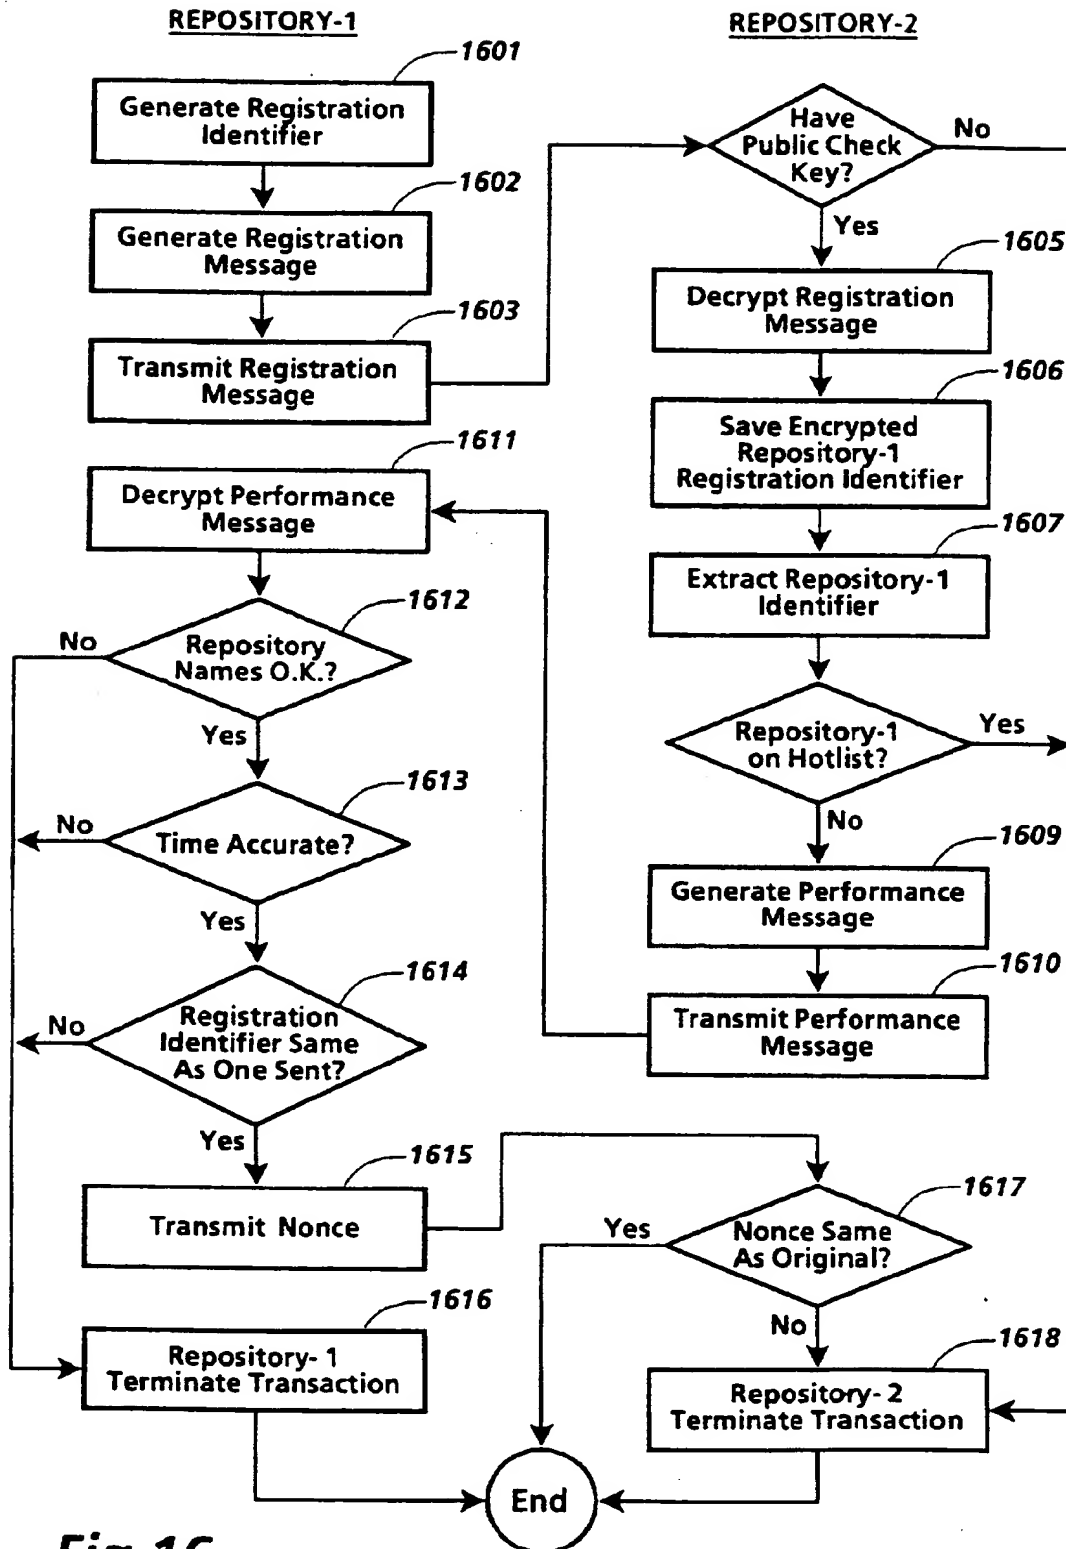 REPOSITORY-1
1601
Generate Registration
Identifier
1602
Generate Registration
Message
1603
Transmit Registration
Message
1611
Decrypt Performance
Message
1612
Repository
Names O.K.?
No
Yes
1613
Time Accurate?
No
Yes
1614
Registration
Identifier Same
As One Sent?
No
Yes
1615
Transmit Nonce
1616
Repository- 1
Terminate Transaction
REPOSITORY-2
Have
Public Check
Key?
No
Yes
1605
Decrypt Registration
Message
1606
Save Encrypted
Repository-1
Registration Identifier
1607
Extract Repository-1
Identifier
Repository-1
on Hotlist?
Yes
No
1609
Generate Performance
Message
1610
Transmit Performance
Message
1617
Nonce Same
As Original?
Yes
No
1618
Repository- 2
Terminate Transaction
End